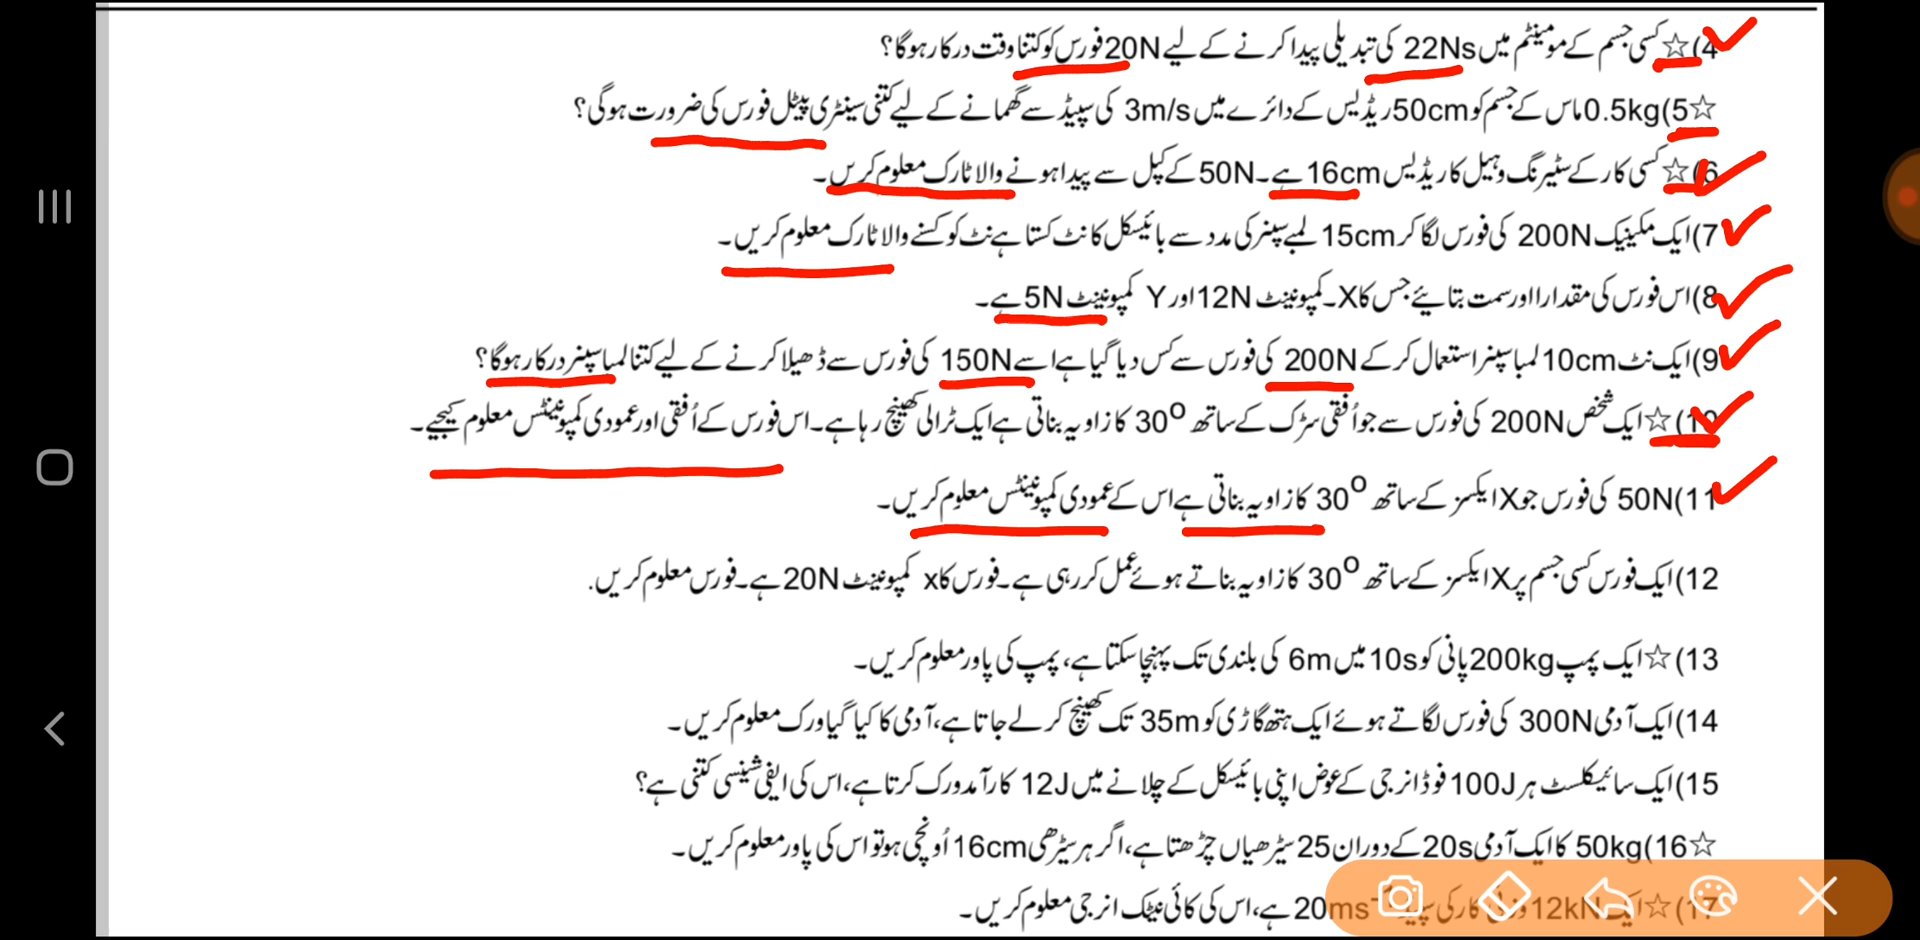 4)☆ کسی جسم کے مومینٹم میں 22Ns کی تبدیلی پیدا کرنے کے لیے 20N فورس کو کتنا وقت درکار ہوگا؟
☆5) 0.5kg ماس کے جسم کو 50cm ریڈیس کے دائرے میں 3m/s کی سپیڈ سے گھمانے کے لیے کتنی سینٹری پیٹل فورس کی ضرورت ہوگی؟
6)☆ کسی کار کے سٹیرنگ وہیل کا ریڈیس 16cm ہے۔ 50N کے کپل سے پیدا ہونے والا ٹارک معلوم کریں۔
7) ایک مکینیک 200N کی فورس لگا کر 15cm لمبے سپنر کی مدد سے بائیسکل کا نٹ کستا ہے نٹ کو کسنے والا ٹارک معلوم کریں۔
8) اس فورس کی مقدار اور سمت بتایئے جس کا X۔کمپونینٹ 12N اور Y کمپونینٹ 5N ہے۔
9) ایک نٹ 10cm لمبا سپنر استعمال کر کے 200N کی فورس سے کس دیا گیا ہے اسے 150N کی فورس سے ڈھیلا کرنے کے لیے کتنا لمبا سپنر درکار ہوگا؟
10)☆ ایک شخص 200N کی فورس سے جو اُفقی سڑک کے ساتھ 30° کا زاویہ بناتی ہے ایک ٹرالی کھینچ رہا ہے۔ اس فورس کے اُفقی اور عمودی کمپونینٹس معلوم کیجیے۔
11) 50N کی فورس جو X ایکسز کے ساتھ 30° کا زاویہ بناتی ہے اس کے عمودی کمپونینٹس معلوم کریں۔
12) ایک فورس کسی جسم پر X ایکسز کے ساتھ 30° کا زاویہ بناتے ہوئے عمل کر رہی ہے۔ فورس کا x کمپونینٹ 20N ہے۔ فورس معلوم کریں.
13)☆ ایک پمپ 200kg پانی کو 10s میں 6m کی بلندی تک پہنچا سکتا ہے، پمپ کی پاور معلوم کریں۔
14) ایک آدمی 300N کی فورس لگاتے ہوئے ایک ہتھ گاڑی کو 35m تک کھینچ کر لے جاتا ہے، آدمی کا کیا گیا ورک معلوم کریں۔
15) ایک سائیکلسٹ ہر 100J فوڈ انرجی کے عوض اپنی بائیسکل کے چلانے میں 12J کارآمد ورک کرتا ہے، اس کی ایفی شینسی کتنی ہے؟
☆16) 50kg کا ایک آدمی 20s کے دوران 25 سیڑھیاں چڑھتا ہے، اگر ہر سیڑھی 16cm اُونچی ہو تو اس کی پاور معلوم کریں۔
17)☆ ایک 12kN وزنی کار کی 20ms⁻ ہے، اس کی کائی نیٹک انرجی معلوم کریں۔